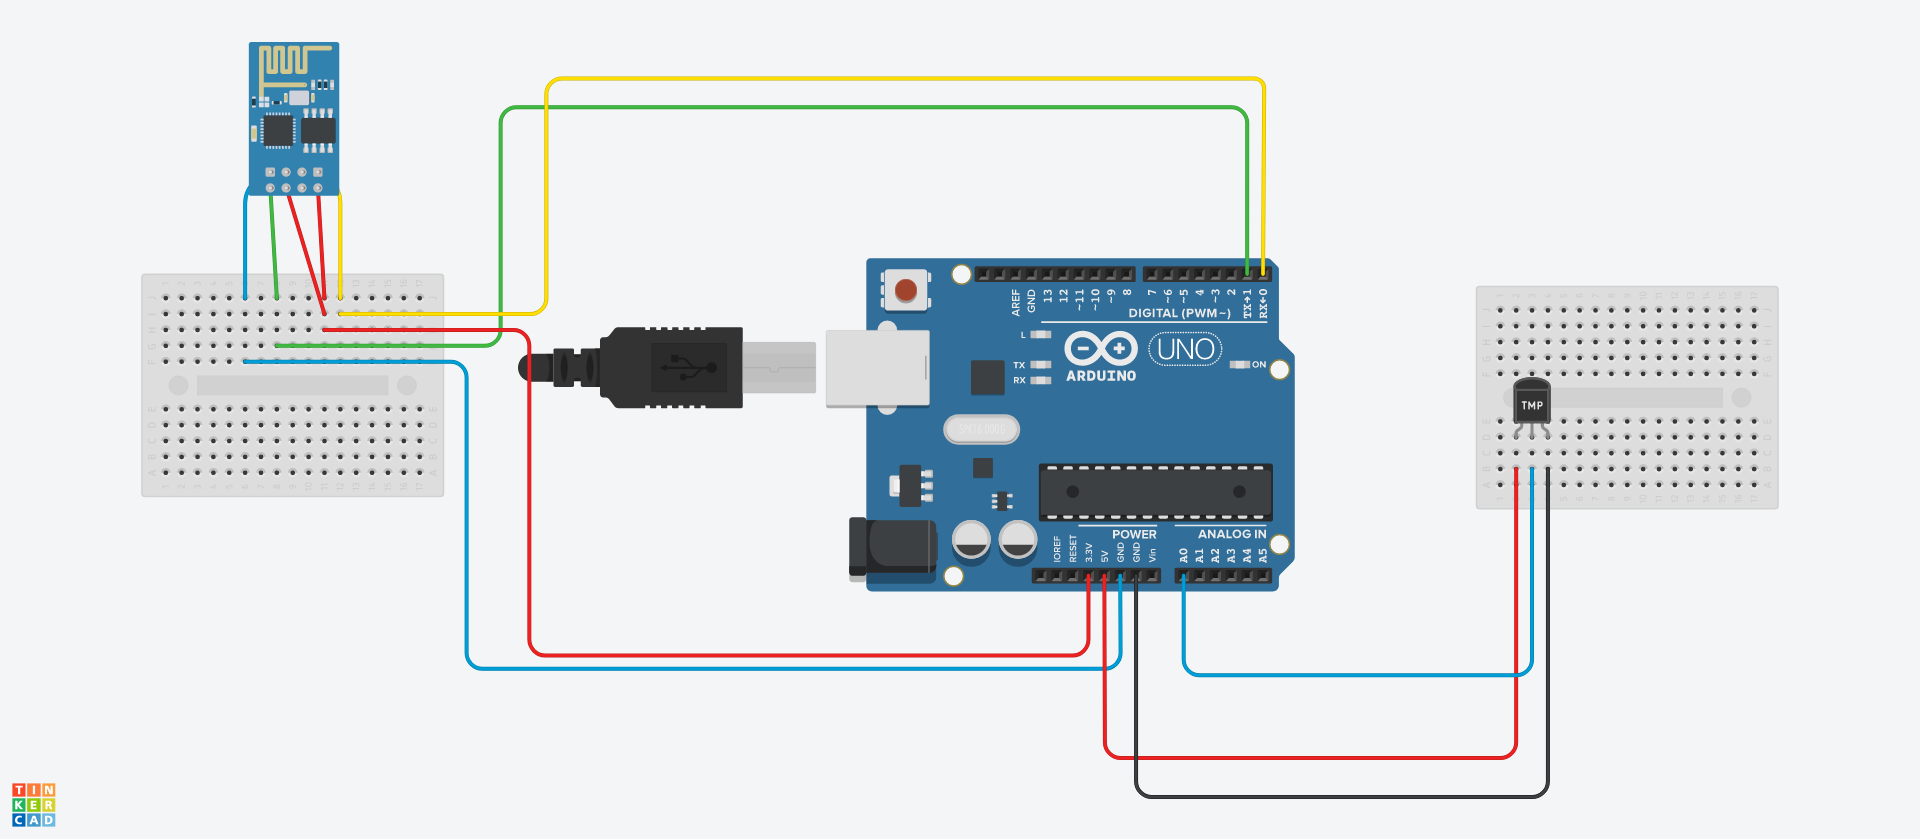 AREF
GND
13
12
~11
~10
~9
8
7
~6
~5
4
~3
2
TX→1
RX←0
DIGITAL (PWM~)
L
TX
RX
UNO
ON
ARDUINO
TMP
POWER
ANALOG IN
IOREF
RESET
3.3V
5V
GND
GND
Vin
A0
A1
A2
A3
A4
A5
TIN
KER
CAD